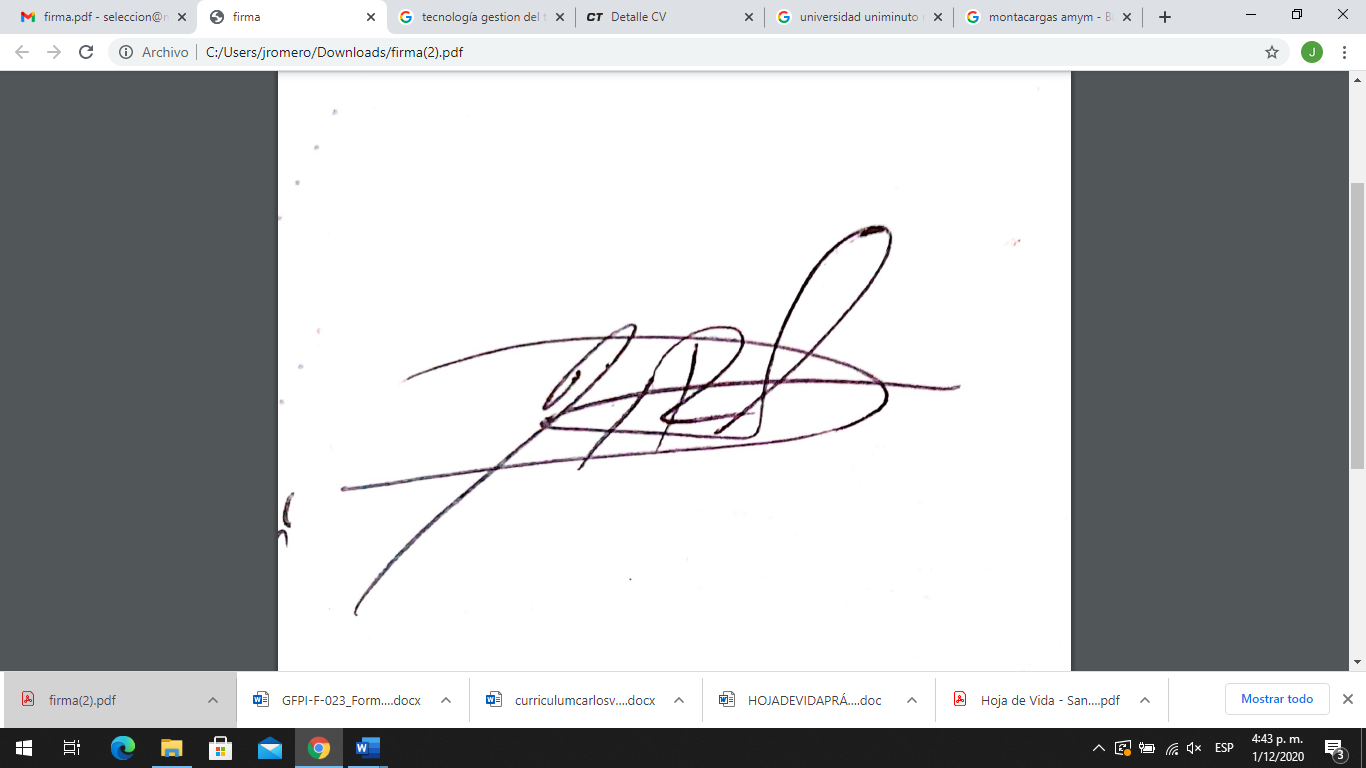 firma.pdf - seleccion@n
firma
tecnología gestion del t
CT Detalle CV
universidad uniminuto
montacargas amym - B
Archivo
C:/Users/jromero/Downloads/firma(2).pdf
J
firma(2).pdf
GFPI-F-023_Form....docx
curriculumcarlosv....docx
HOJADEVIDAPRÁ....doc
Hoja de Vida - San....pdf
Mostrar todo
ESP
4:43 p. m.
1/12/2020
3